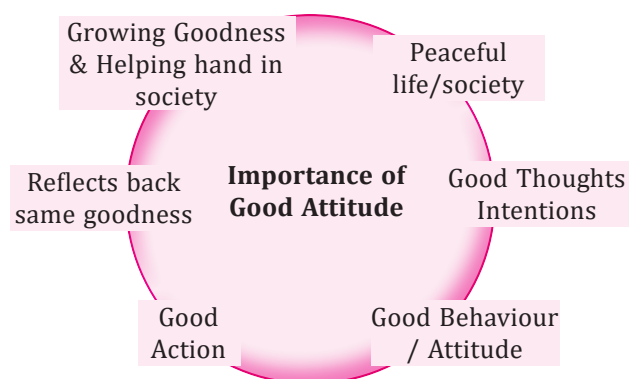 Growing Goodness
& Helping hand in
society
Peaceful
life/society
Reflects back
same goodness
Importance of
Good Attitude
Good Thoughts
Intentions
Good
Action
Good Behaviour
/ Attitude